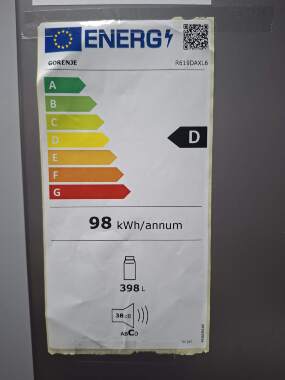 ENERG
GORENJE R619DAXL6
A
B
C
D
D
E
F
G
98 kWh/annum
398 L
38 dB
ABCD